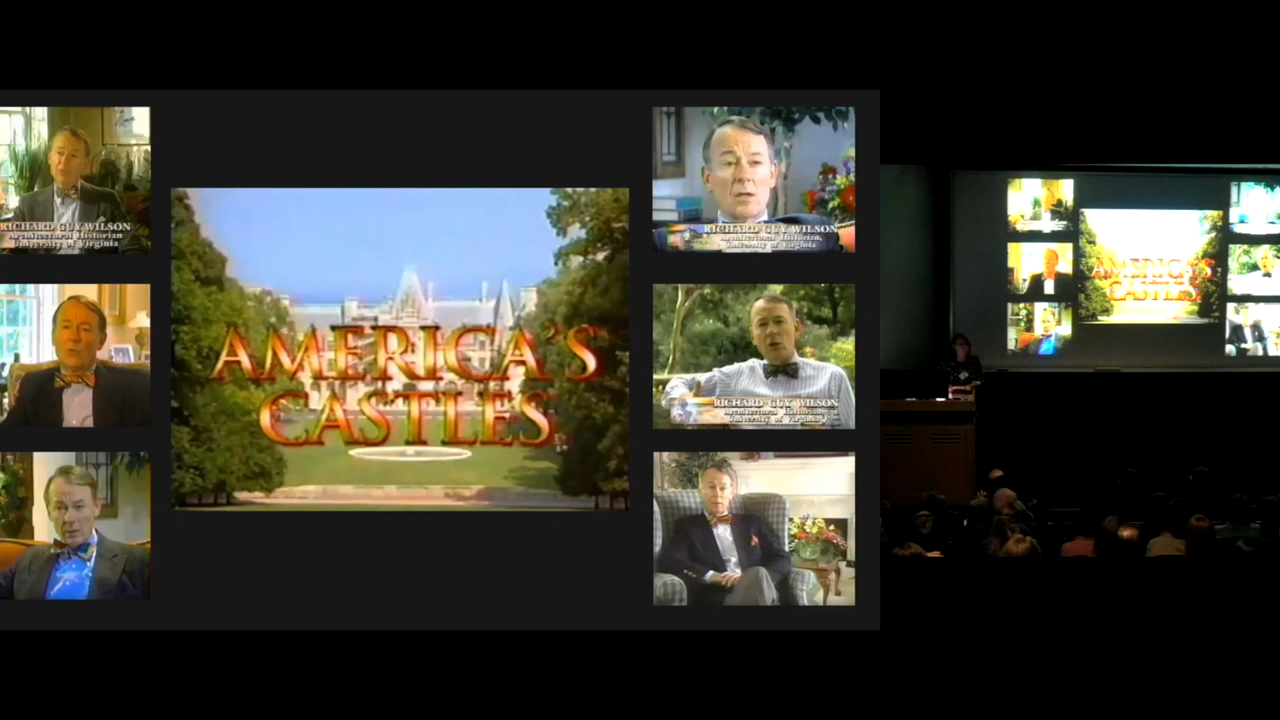 RICHARD GUY WILSON
Architectural Historian
University of Virginia
AMERICA'S
CASTLES
RICHARD GUY WILSON
Architectural Historian,
University of Virginia
RICHARD GUY WILSON
Architectural Historian,
University of Virginia
AMERICA'S
CASTLES